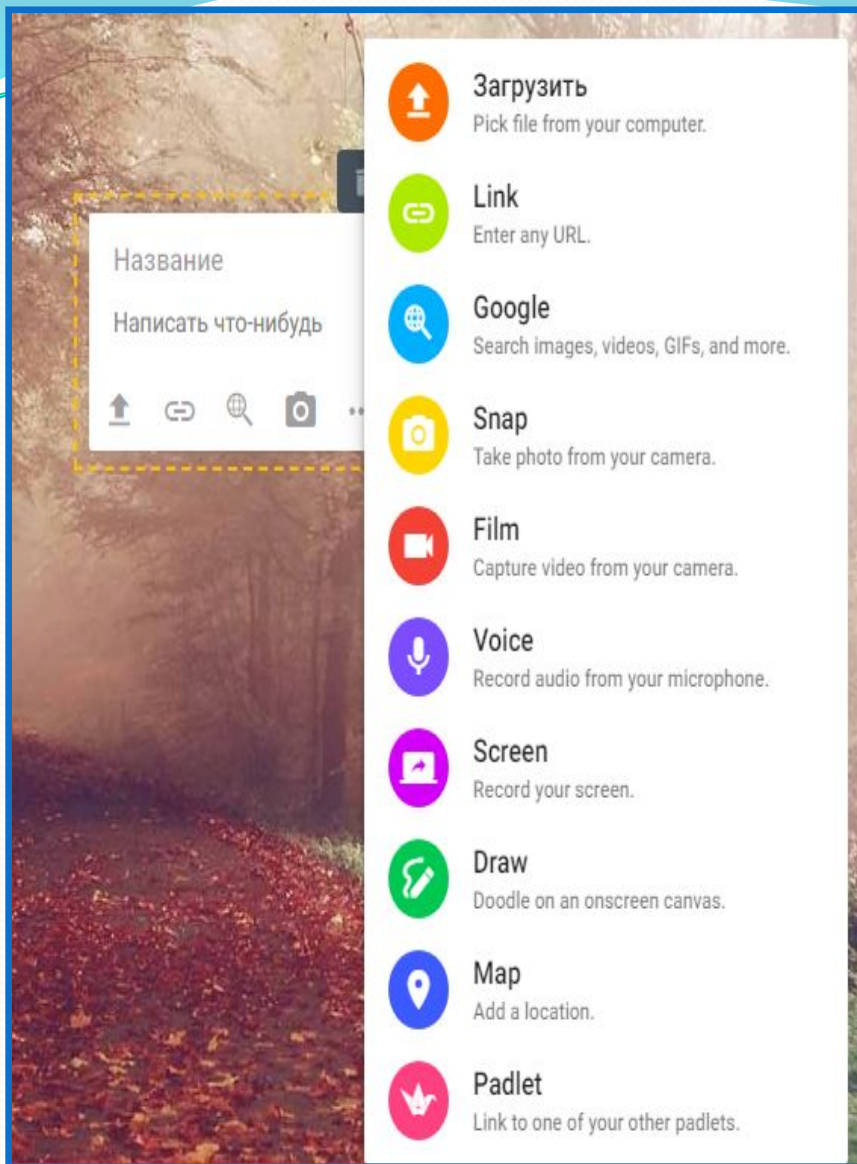 Название
Написать что-нибудь
Загрузить
Pick file from your computer.
Link
Enter any URL.
Google
Search images, videos, GIFs, and more.
Snap
Take photo from your camera.
Film
Capture video from your camera.
Voice
Record audio from your microphone.
Screen
Record your screen.
Draw
Doodle on an onscreen canvas.
Map
Add a location.
Padlet
Link to one of your other padlets.